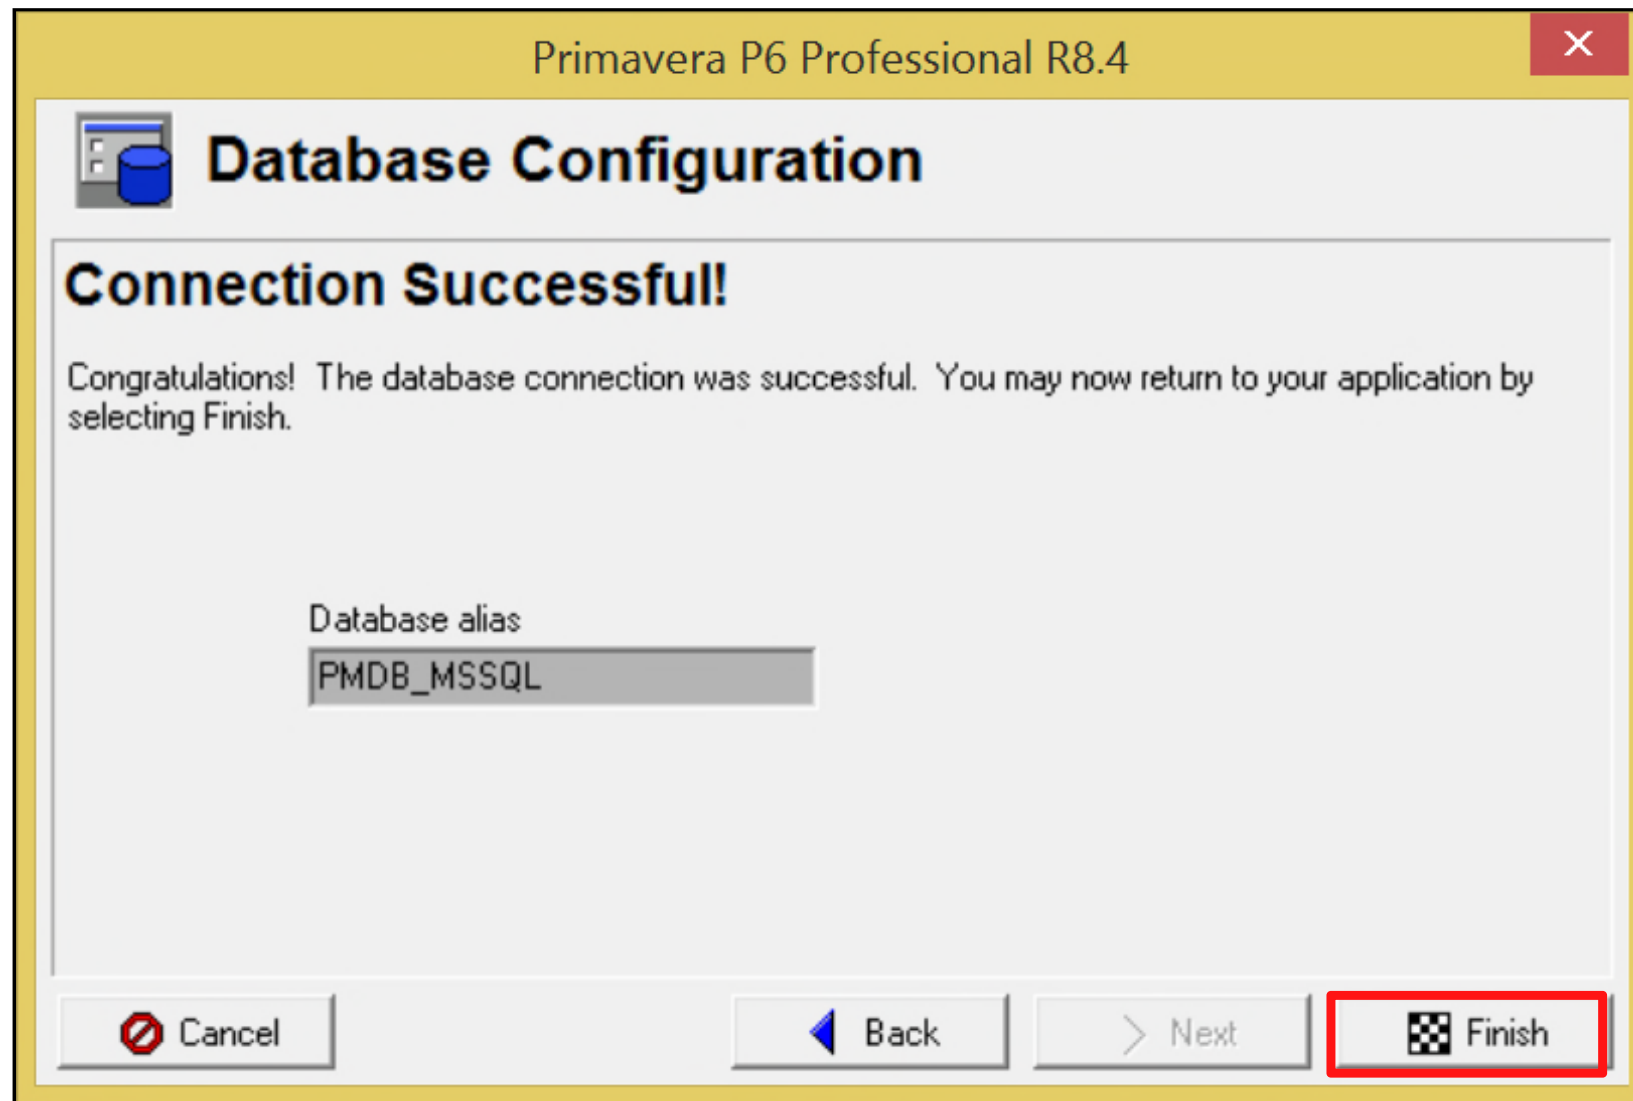 Primavera P6 Professional R8.4
Database Configuration
Connection Successful!
Congratulations!  The database connection was successful.  You may now return to your application by
selecting Finish.
Database alias
PMDB_MSSQL
Cancel
Back
Next
Finish